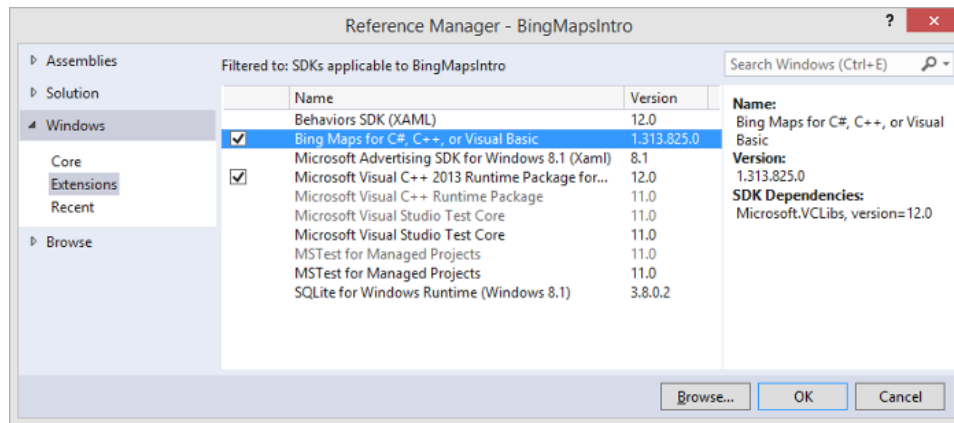 Reference Manager - BingMapsIntro
?
Assemblies
Solution
Windows
Core
Extensions
Recent
Browse
Filtered to: SDKs applicable to BingMapsIntro
Name Version
Behaviors SDK (XAML) 12.0
Bing Maps for C#, C++, or Visual Basic 1.313.825.0
Microsoft Advertising SDK for Windows 8.1 (Xaml) 8.1
Microsoft Visual C++ 2013 Runtime Package for... 12.0
Microsoft Visual C++ Runtime Package 11.0
Microsoft Visual Studio Test Core 11.0
Microsoft Visual Studio Test Core 11.0
MSTest for Managed Projects 11.0
MSTest for Managed Projects 11.0
SQLite for Windows Runtime (Windows 8.1) 3.8.0.2
Search Windows (Ctrl+E)
Name:
Bing Maps for C#, C++, or Visual
Basic
Version:
1.313.825.0
SDK Dependencies:
Microsoft.VCLibs, version=12.0
Browse... OK Cancel